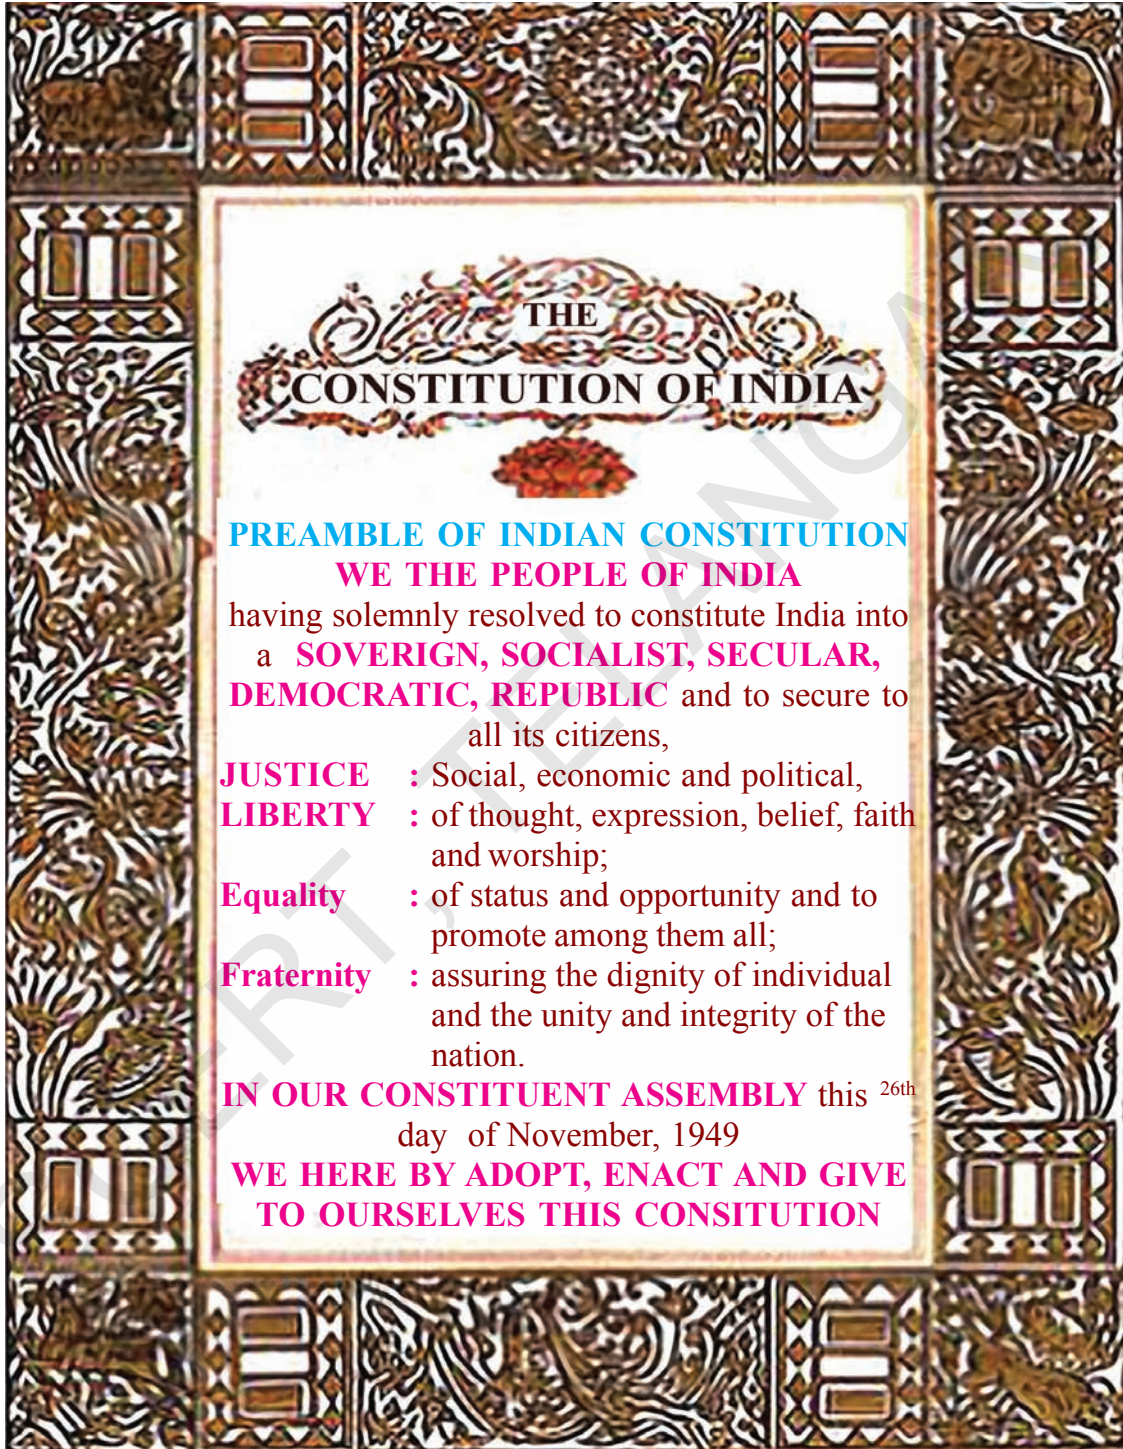 THE
CONSTITUTION OF INDIA
PREAMBLE OF INDIAN CONSTITUTION
WE THE PEOPLE OF INDIA
having solemnly resolved to constitute India into
a SOVERIGN, SOCIALIST, SECULAR,
DEMOCRATIC, REPUBLIC and to secure to
all its citizens,
JUSTICE : Social, economic and political,
LIBERTY : of thought, expression, belief, faith
and worship;
Equality : of status and opportunity and to
promote among them all;
Fraternity : assuring the dignity of individual
and the unity and integrity of the
nation.
IN OUR CONSTITUENT ASSEMBLY this 26th
day of November, 1949
WE HERE BY ADOPT, ENACT AND GIVE
TO OURSELVES THIS CONSITUTION